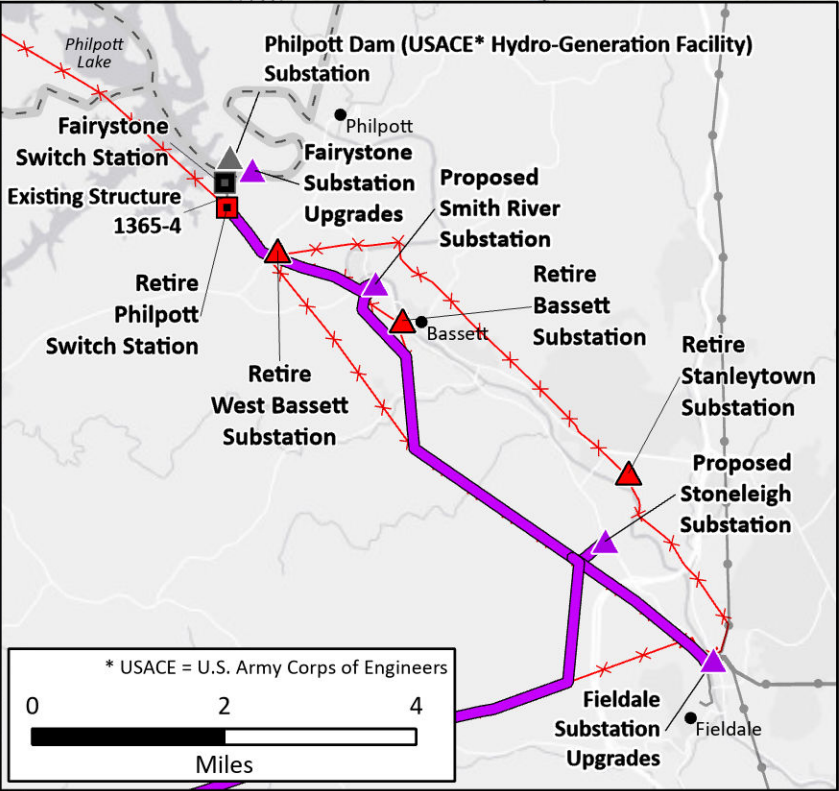 Philpott
Lake
Philpott Dam (USACE* Hydro-Generation Facility)
Substation
Philpott
Fairystone
Switch Station
Fairystone
Substation
Upgrades
Existing Structure
1365-4
Proposed
Smith River
Substation
Retire
Philpott
Switch Station
Retire
Bassett
Substation
Bassett
Retire
West Bassett
Substation
Retire
Stanleytown
Substation
Proposed
Stoneleigh
Substation
Fieldale
Substation
Upgrades
Fieldale
* USACE = U.S. Army Corps of Engineers
0 2 4
Miles